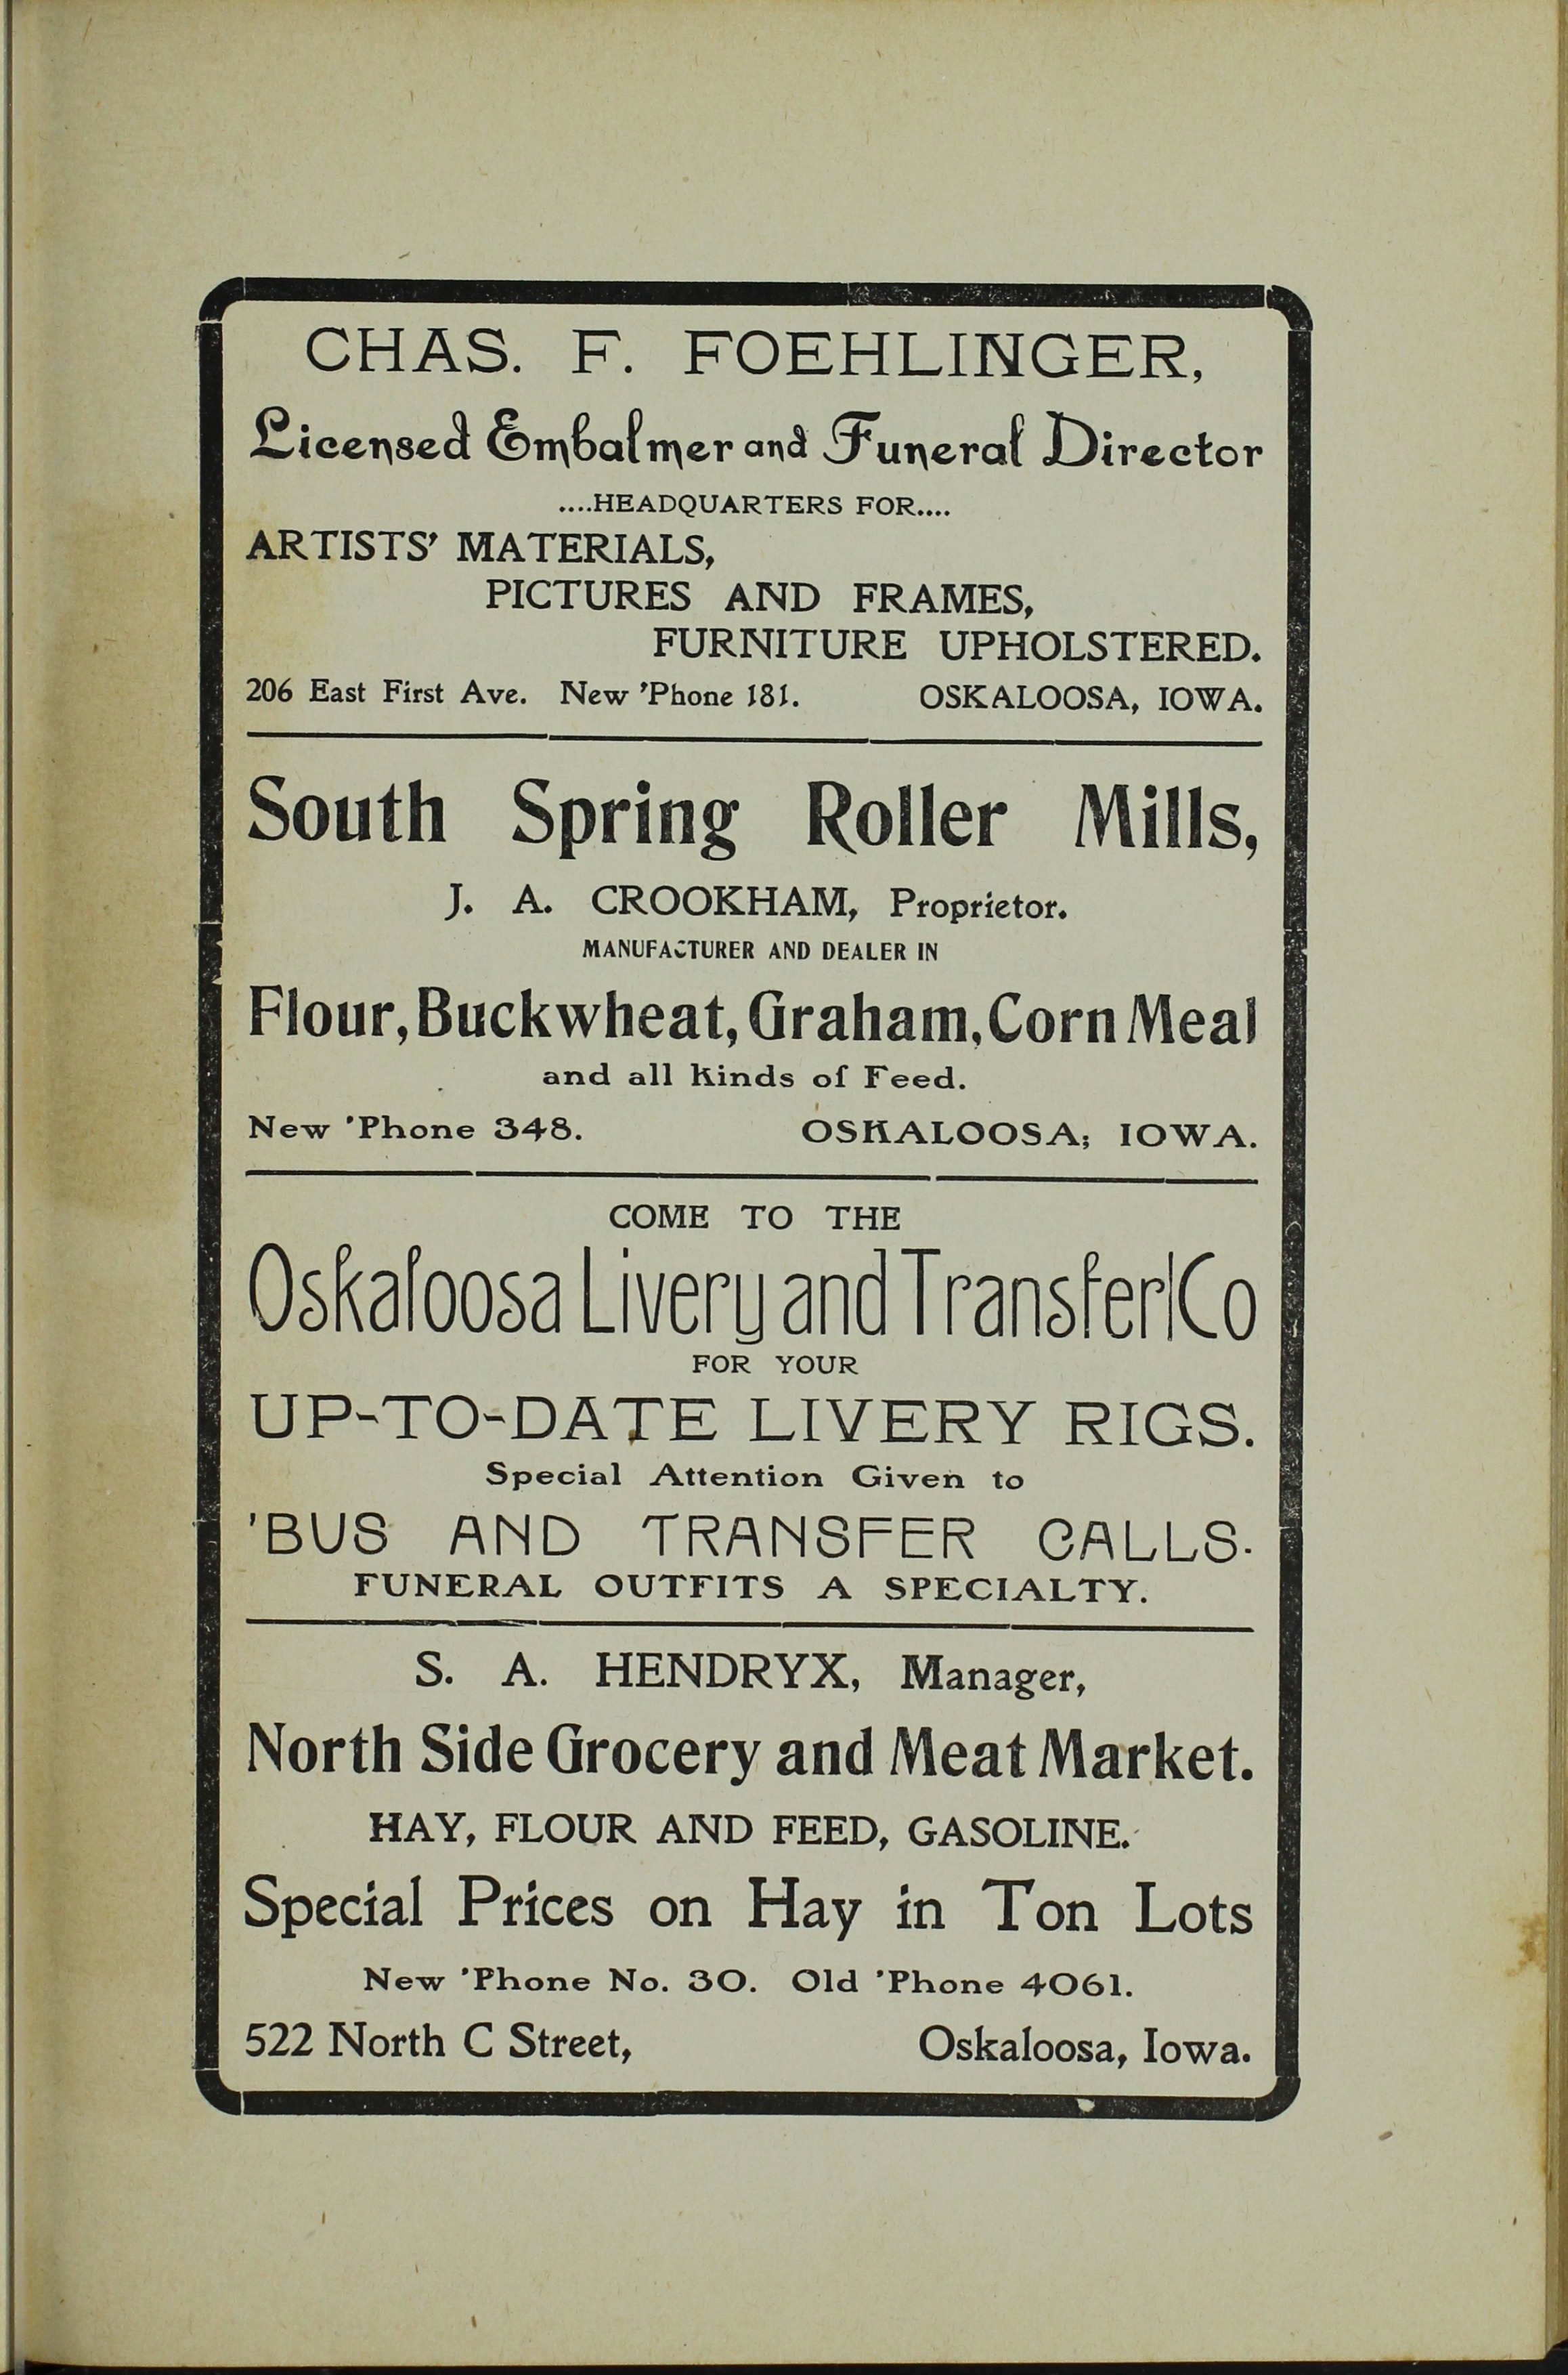 CHAS. F. FOEHLINGER,
Licensed Embalmer and Funeral Director
....HEADQUARTERS FOR....
ARTISTS' MATERIALS,
PICTURES AND FRAMES,
FURNITURE UPHOLSTERED.
206 East First Ave. New 'Phone 181. OSKALOOSA, IOWA.
South Spring Roller Mills,
J. A. CROOKHAM, Proprietor.
MANUFACTURER AND DEALER IN
Flour, Buckwheat, Graham, Corn Meal
and all kinds of Feed.
New 'Phone 348. OSKALOOSA; IOWA.
COME TO THE
Oskaloosa Livery and Transfer Co
FOR YOUR
UP-TO-DATE LIVERY RIGS.
Special Attention Given to
'BUS AND TRANSFER CALLS.
FUNERAL OUTFITS A SPECIALTY.
S. A. HENDRYX, Manager,
North Side Grocery and Meat Market.
HAY, FLOUR AND FEED, GASOLINE.
Special Prices on Hay in Ton Lots
New 'Phone No. 30. Old 'Phone 4061.
522 North C Street, Oskaloosa, Iowa.